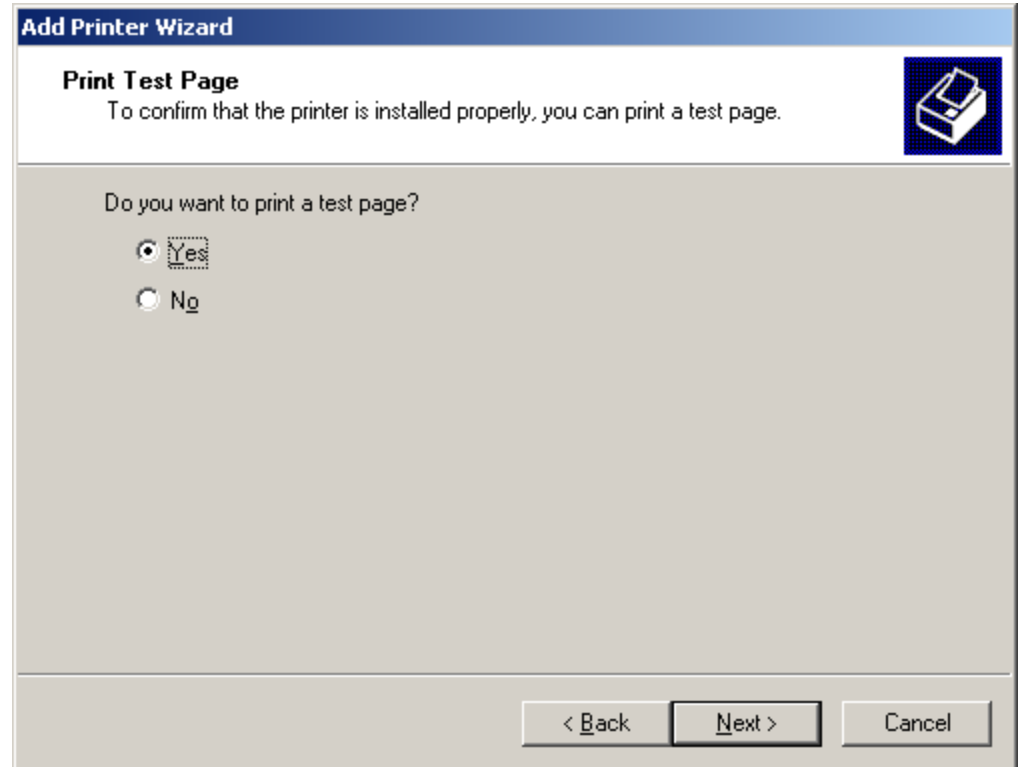 Add Printer Wizard
Print Test Page
To confirm that the printer is installed properly, you can print a test page.
Do you want to print a test page?
Yes
No
< Back Next > Cancel